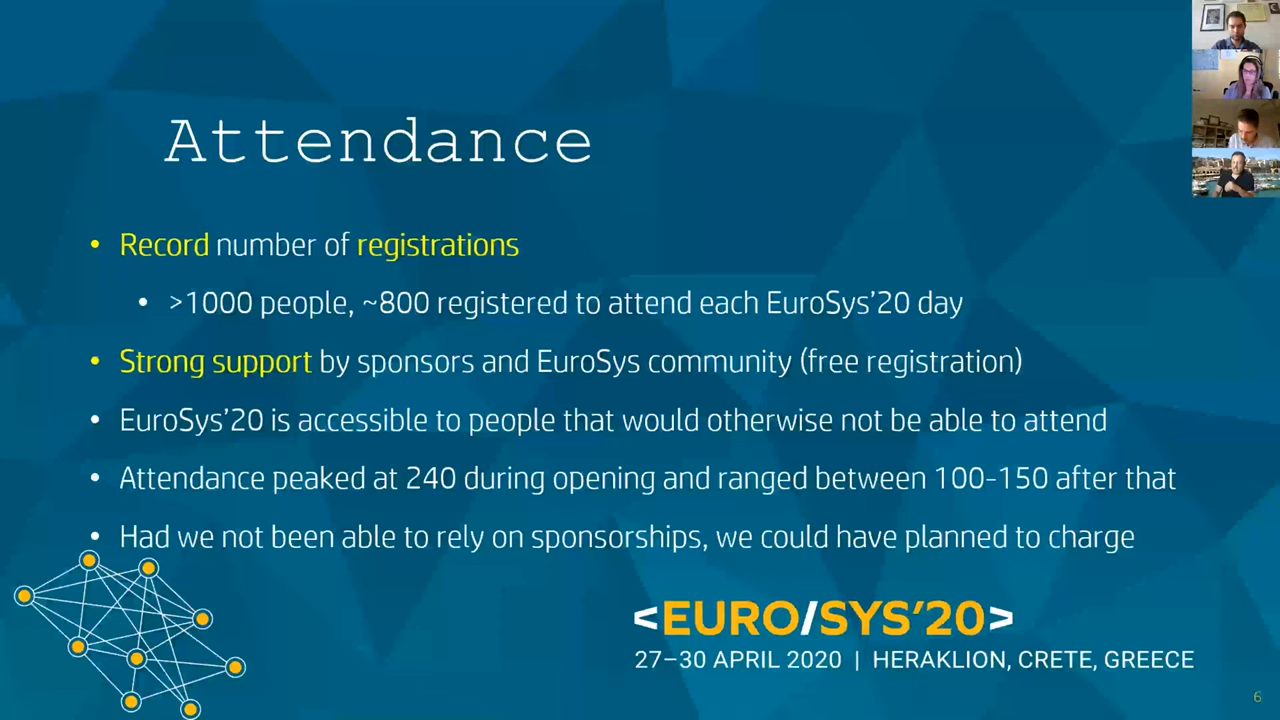 Attendance
• Record number of registrations
• >1000 people, ~800 registered to attend each EuroSys’20 day
• Strong support by sponsors and EuroSys community (free registration)
• EuroSys’20 is accessible to people that would otherwise not be able to attend
• Attendance peaked at 240 during opening and ranged between 100-150 after that
• Had we not been able to rely on sponsorships, we could have planned to charge
<EURO/SYS’20>
27–30 APRIL 2020 | HERAKLION, CRETE, GREECE
6